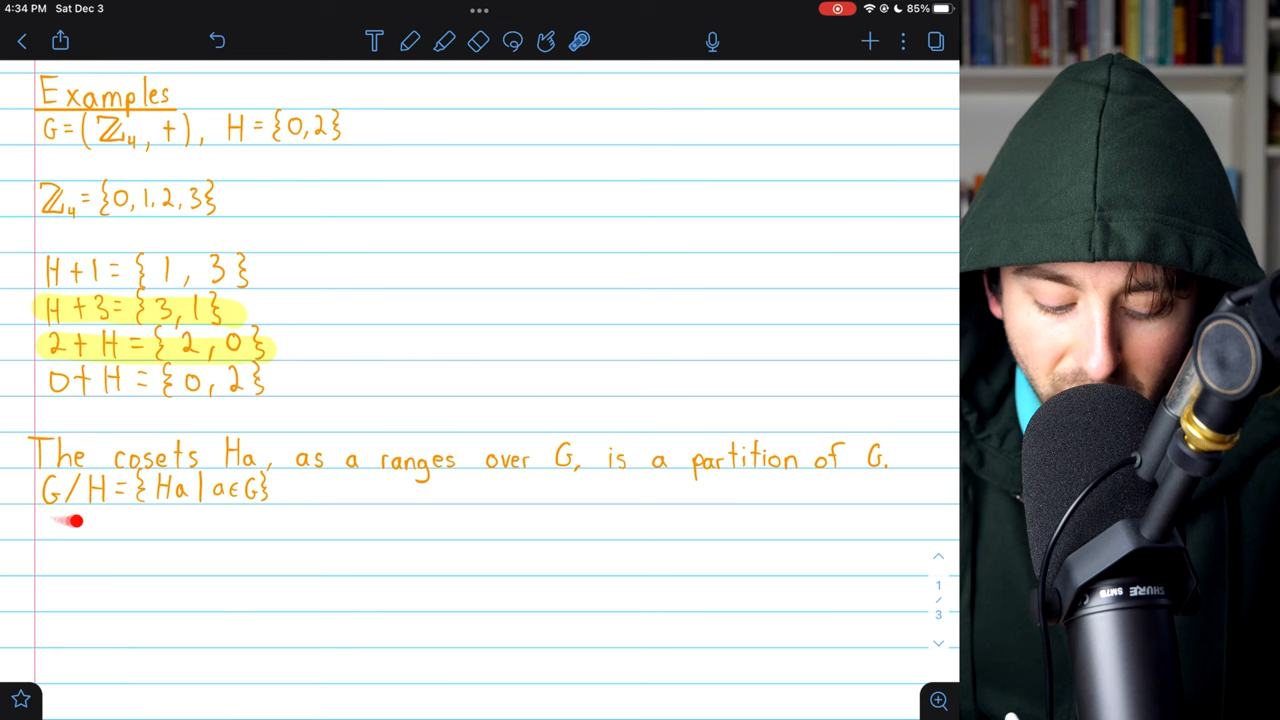 4:34 PM Sat Dec 3
85%
Examples
G = (ℤ₄, +), H = {0, 2}
ℤ₄ = {0, 1, 2, 3}
H + 1 = { 1 , 3 }
H + 3 = { 3, 1 }
2 + H = { 2 , 0 }
0 + H = { 0 , 2 }
The cosets Ha, as a ranges over G, is a partition of G.
G / H = { Ha | a ∈ G }
1
/
3
SHURE
SM7B